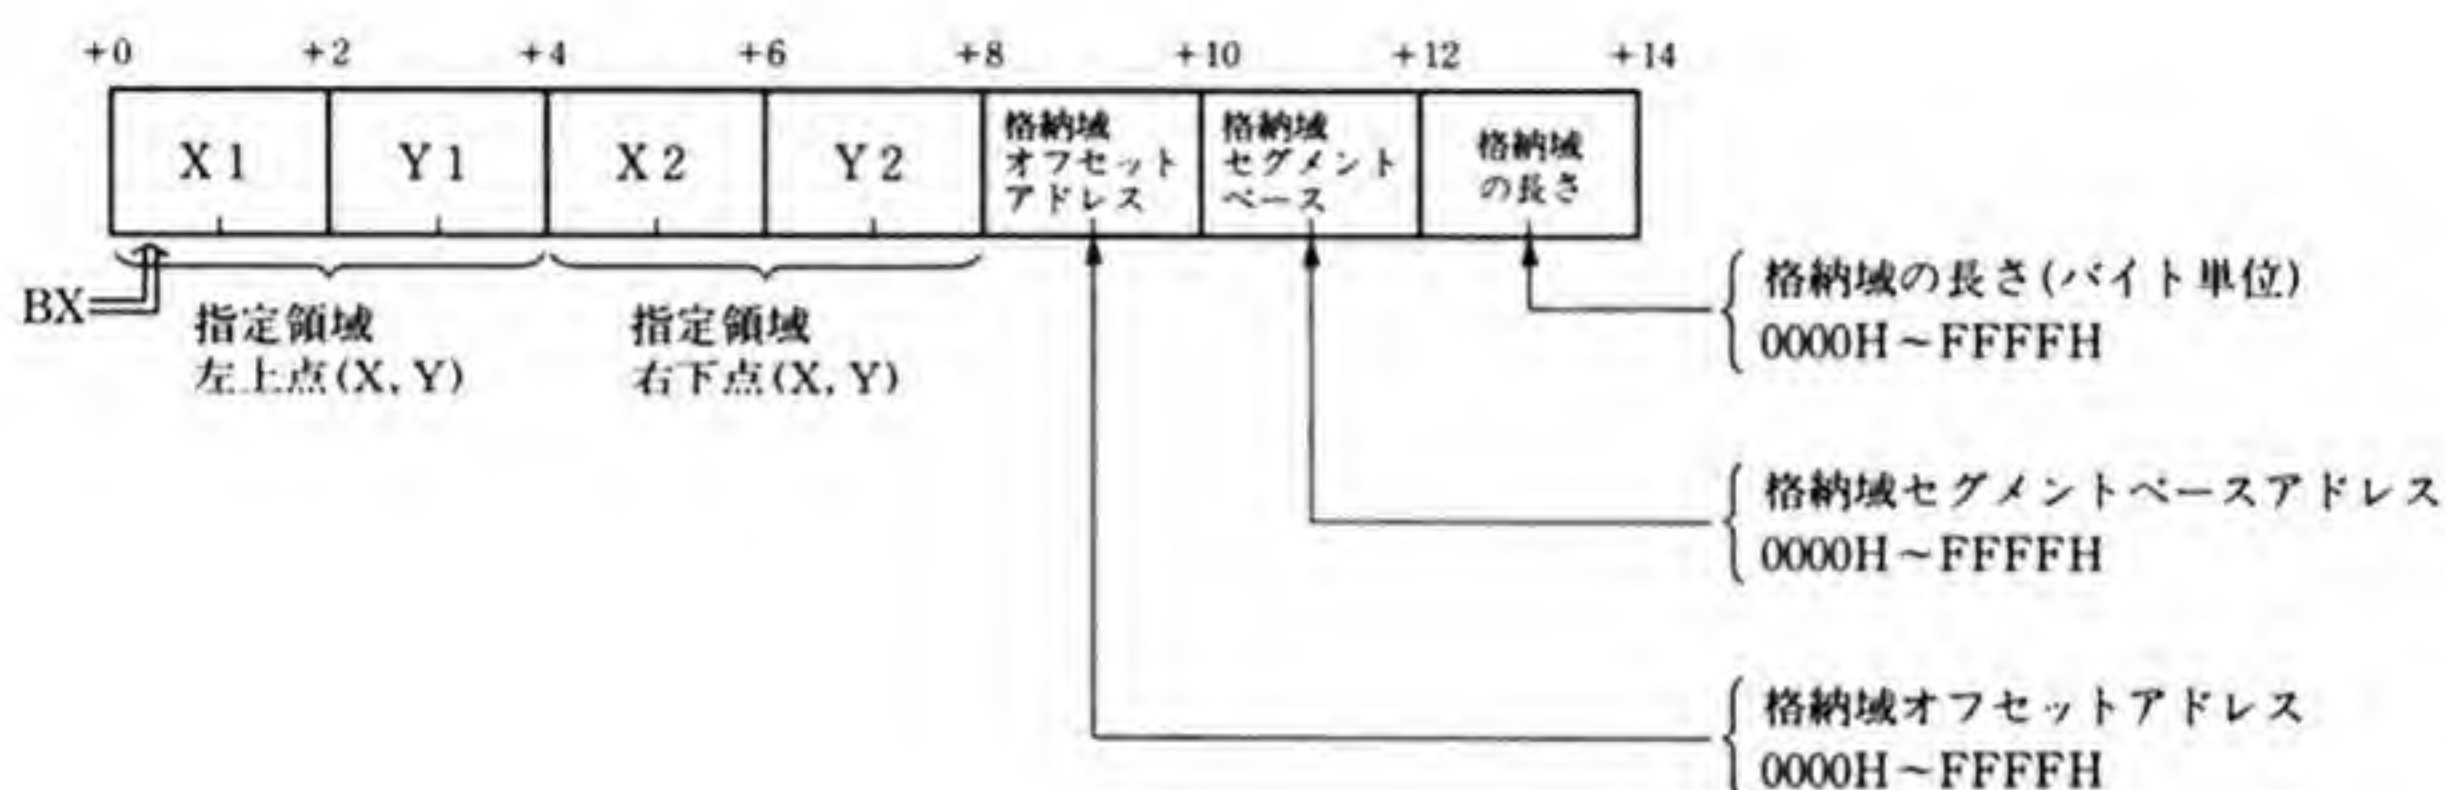 +0 +2 +4 +6 +8 +10 +12 +14
X1 Y1 X2 Y2
格納域
オフセット
アドレス
格納域
セグメント
ベース
格納域
の長さ
BX
指定領域
左上点(X, Y)
指定領域
右下点(X, Y)
格納域の長さ(バイト単位)
0000H~FFFFH
格納域セグメントベースアドレス
0000H~FFFFH
格納域オフセットアドレス
0000H~FFFFH